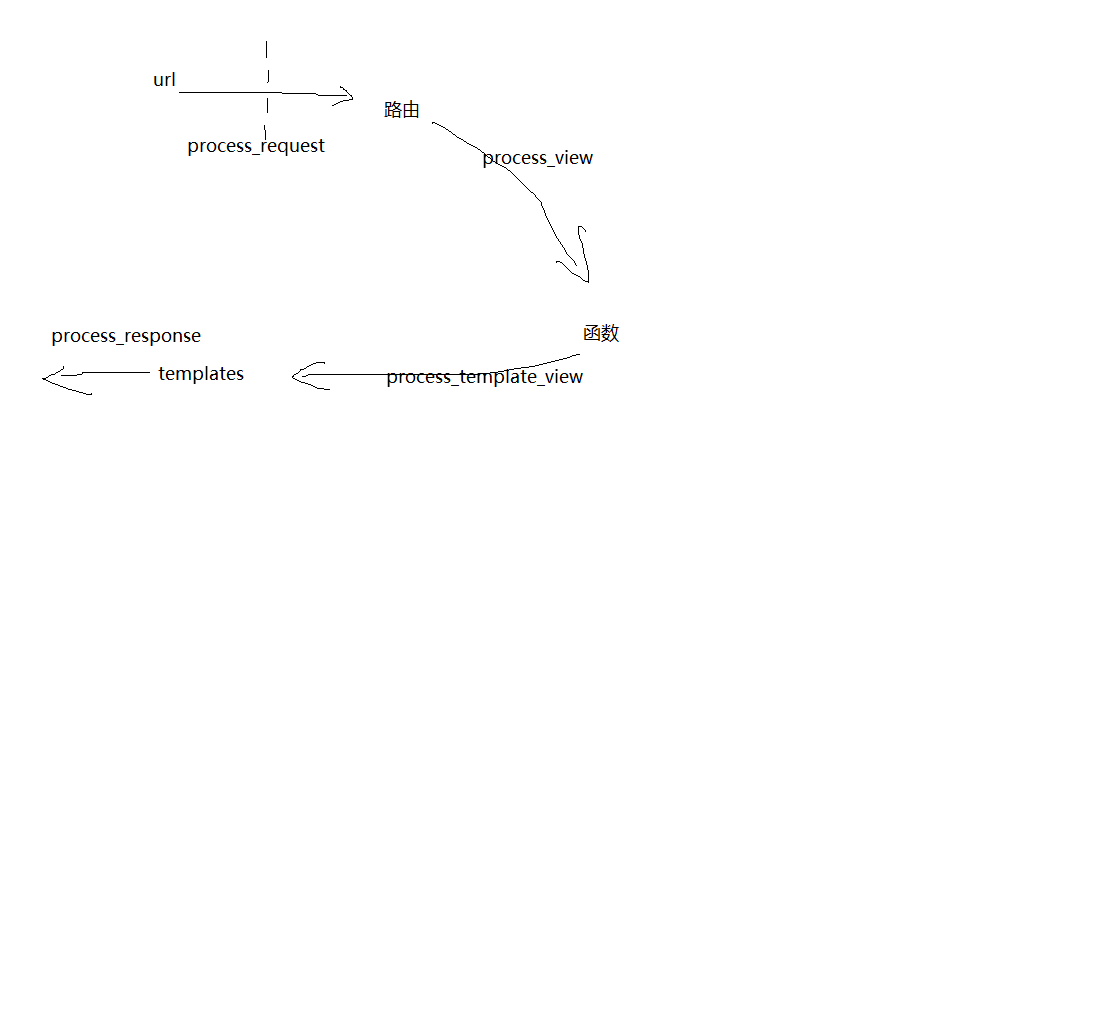 url
路由
process_request
process_view
函数
process_response
templates
process_template_view